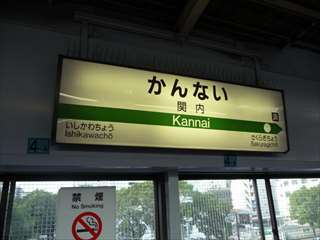 かんない
関内
Kannai
いしかわちょう
Ishikawachō
さくらぎちょう
Sakuragichō
4
禁煙
No Smoking